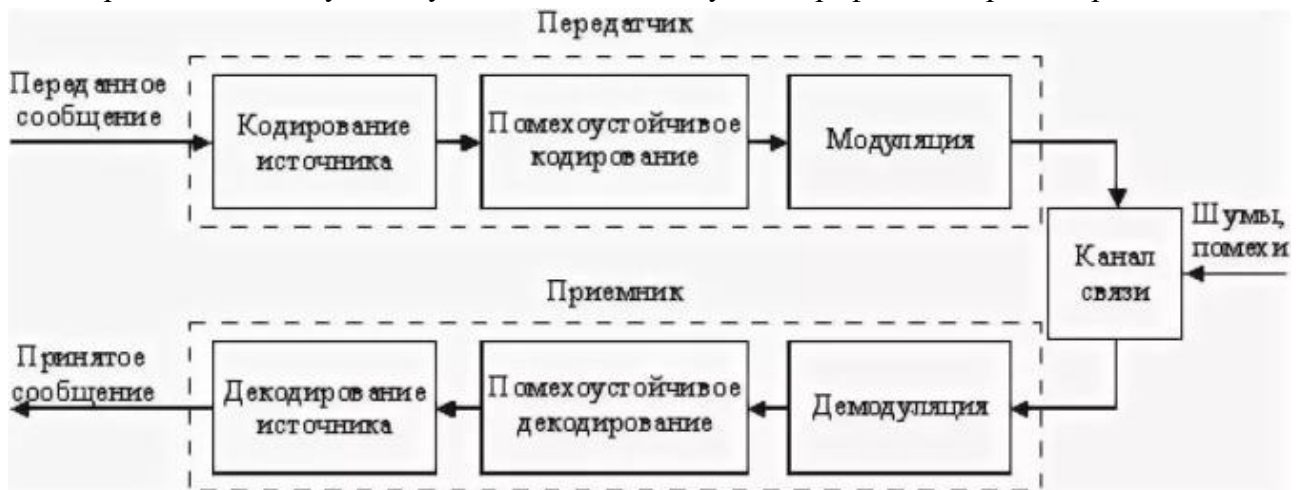 Передатчик
Переданное
сообщение
Кодирование
источника
Помехоустойчивое
кодирование
Модуляция
Шумы,
помехи
Канал
связи
Приемник
Принятое
сообщение
Декодирование
источника
Помехоустойчивое
декодирование
Демодуляция